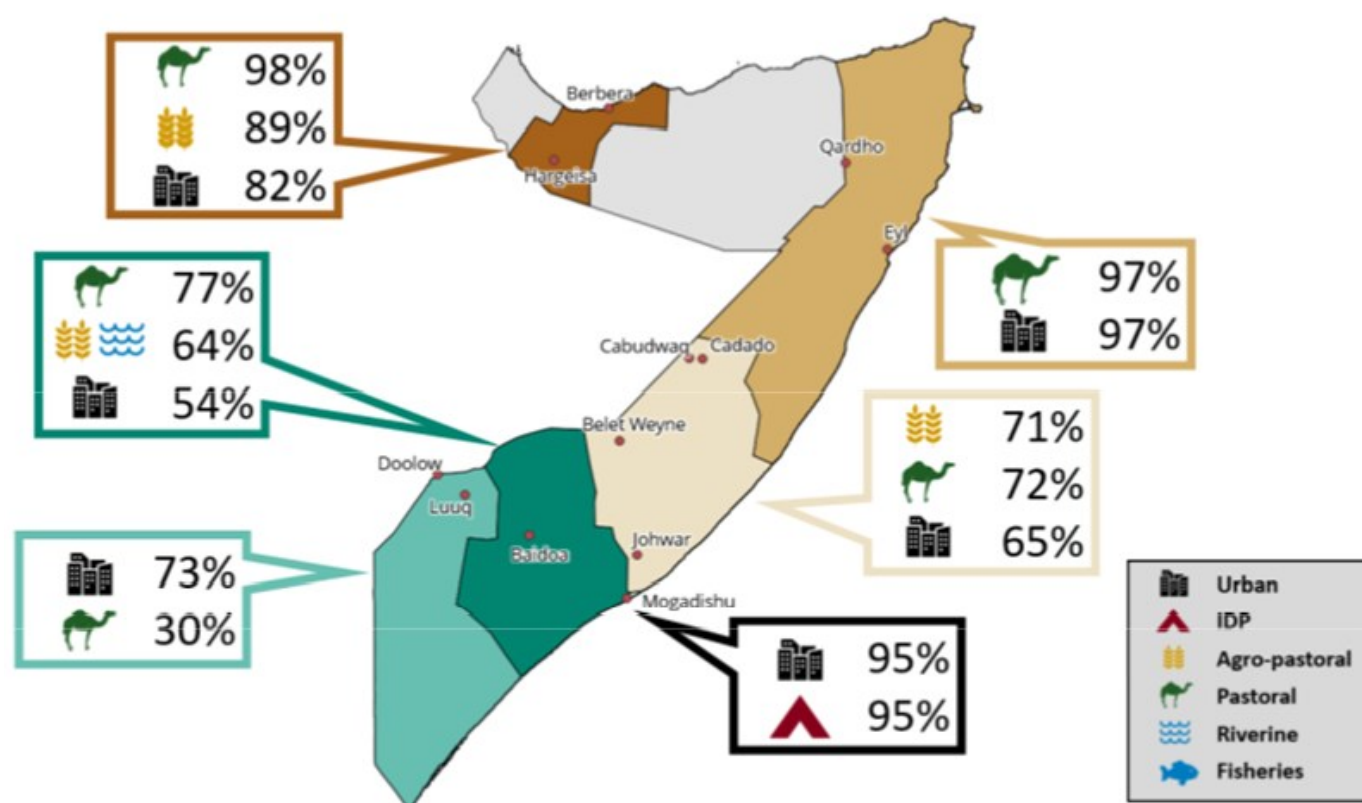 98%
89%
82%
Berbera
Hargeisa
Qardho
Eyl
97%
97%
77%
64%
54%
Cabudwaq Cadado
Belet Weyne
71%
72%
65%
Doolow
Luuq
Baidoa
Johwar
Mogadishu
73%
30%
95%
95%
Urban
IDP
Agro-pastoral
Pastoral
Riverine
Fisheries